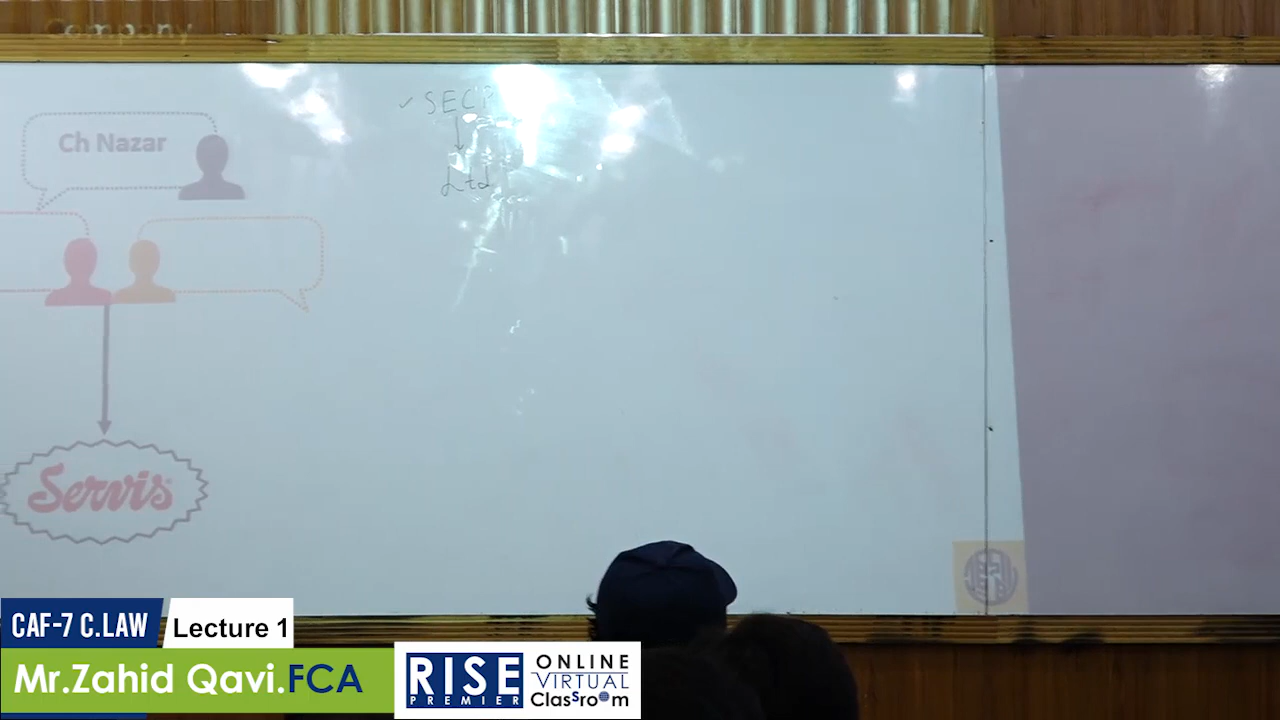 Company
Ch Nazar
✓ SECP
Ltd
Servis
CAF-7 C.LAW
Lecture 1
Mr.Zahid Qavi.FCA
RISE
PREMIER
ONLINE
VIRTUAL
Classroom